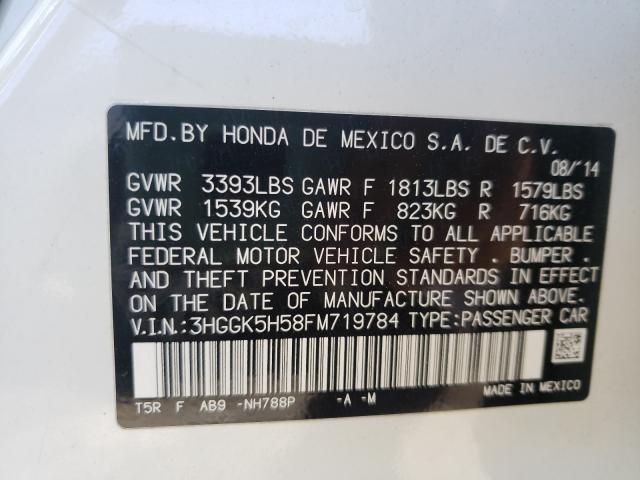 MFD.BY HONDA DE MEXICO S.A. DE C.V.
08/'14
GVWR 3393LBS GAWR F 1813LBS R 1579LBS
GVWR 1539KG GAWR F 823KG R 716KG
THIS VEHICLE CONFORMS TO ALL APPLICABLE
FEDERAL MOTOR VEHICLE SAFETY . BUMPER .
AND THEFT PREVENTION STANDARDS IN EFFECT
ON THE DATE OF MANUFACTURE SHOWN ABOVE.
V.I.N.:3HGGK5H58FM719784 TYPE:PASSENGER CAR
T5R F AB9 -NH788P -A -M MADE IN MEXICO